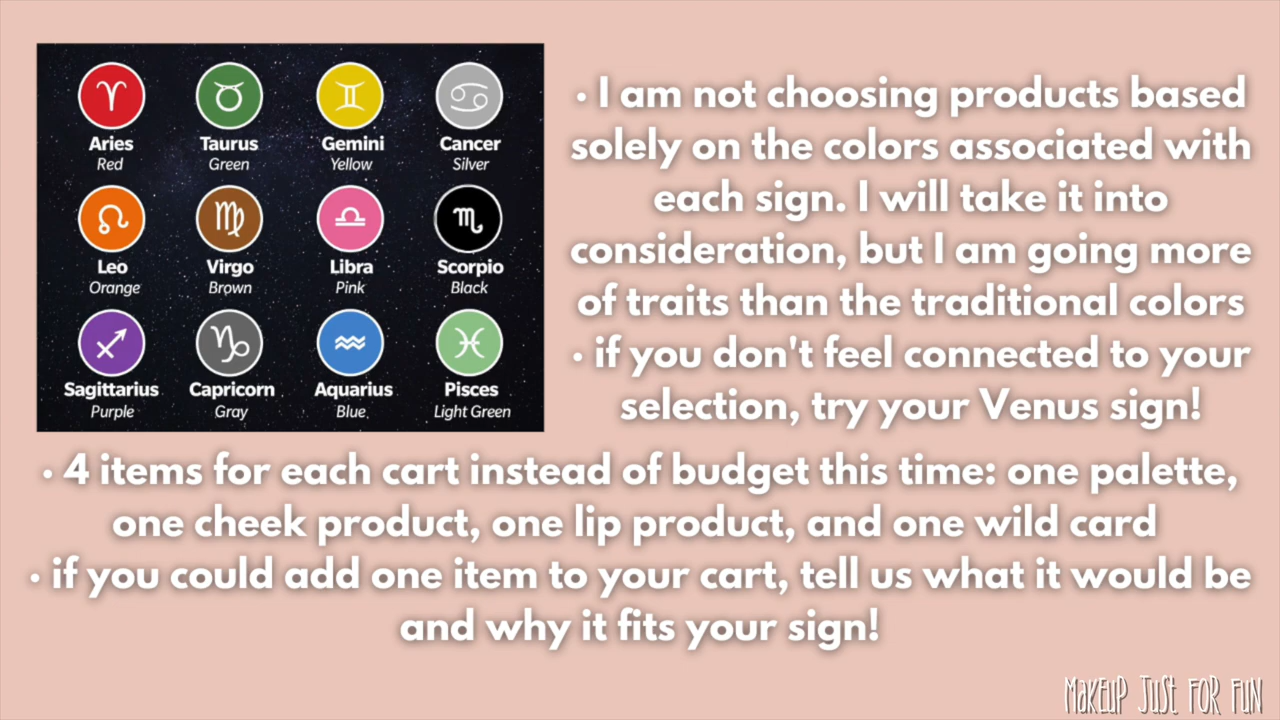 Aries Taurus Gemini Cancer
Red Green Yellow Silver
Leo Virgo Libra Scorpio
Orange Brown Pink Black
Sagittarius Capricorn Aquarius Pisces
Purple Gray Blue Light Green
• I am not choosing products based
solely on the colors associated with
each sign. I will take it into
consideration, but I am going more
of traits than the traditional colors
• if you don't feel connected to your
selection, try your Venus sign!
• 4 items for each cart instead of budget this time: one palette,
one cheek product, one lip product, and one wild card
• if you could add one item to your cart, tell us what it would be
and why it fits your sign!
MAKEUP JUST FOR FUN